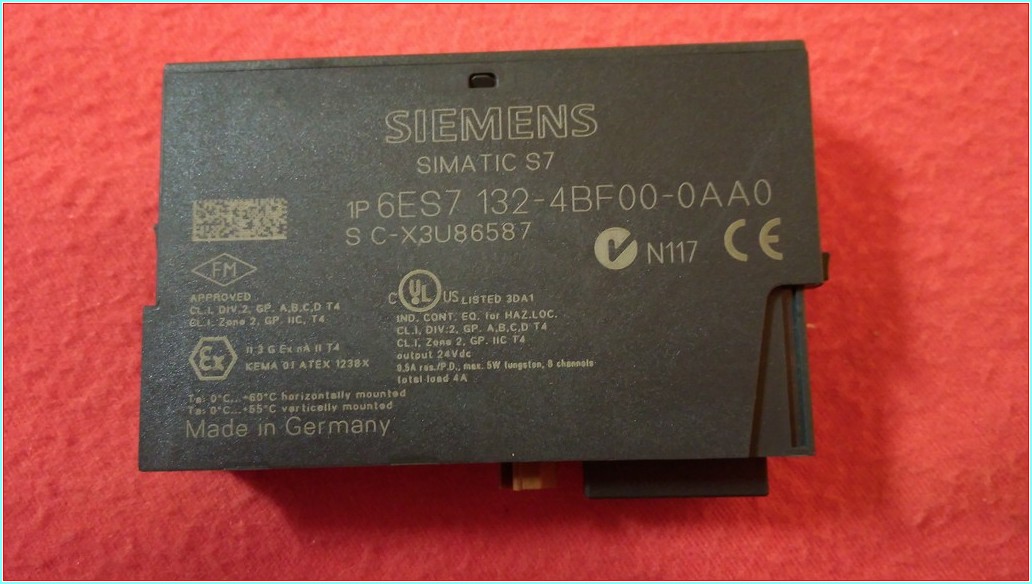 SIEMENS
SIMATIC S7
1P 6ES7 132-4BF00-0AA0
S C-X3U86587
N117 CE
FM
APPROVED
CL.I, DIV.2, GP. A,B,C,D T4
CL.I, Zone 2, GP. IIC, T4
Ex
II 3 G Ex nA II T4
KEMA 01 ATEX 1238X
C UL US LISTED 3DA1
IND. CONT. EQ. for HAZ.LOC.
CL.I, DIV.2, GP. A,B,C,D T4
CL.I, Zone 2, GP. IIC T4
output 24Vdc
0,5A res./P.D., max. 5W tungsten, 8 channels
total load 4A
Ta: 0°C...+60°C horizontally mounted
Ta: 0°C...+55°C vertically mounted
Made in Germany